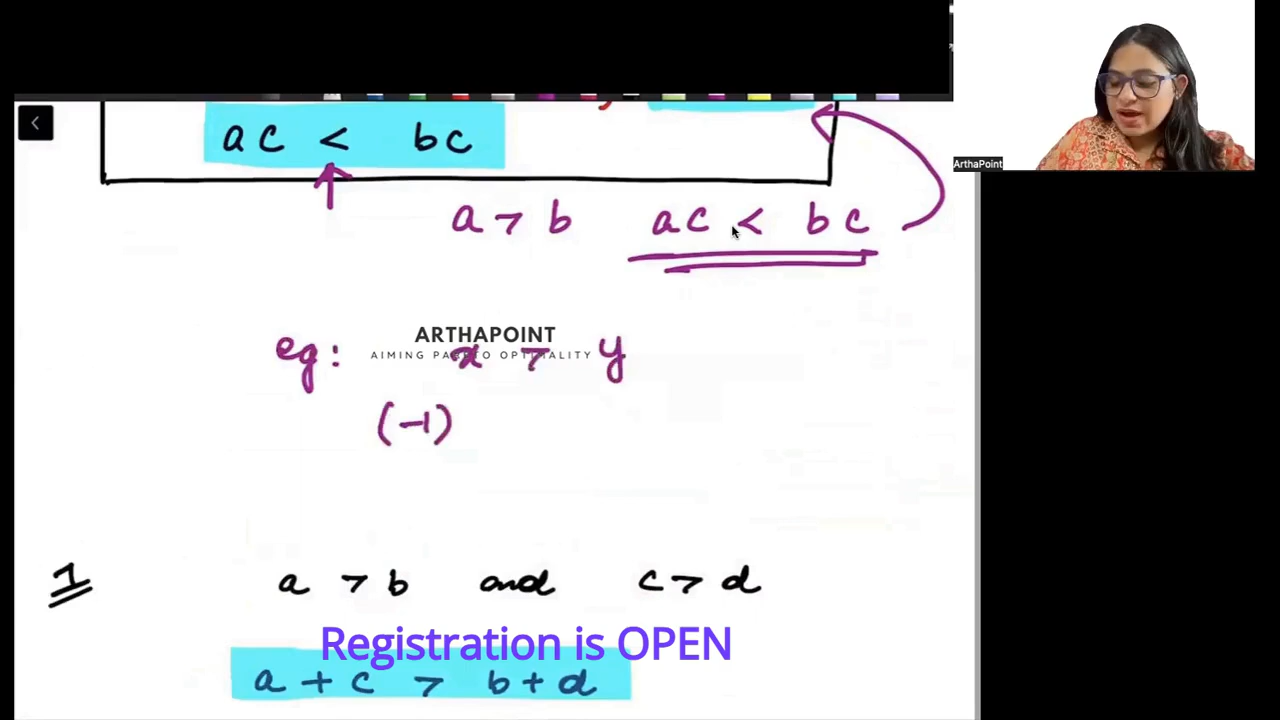 ac < bc
ArthaPoint
a > b ac < bc
ARTHAPOINT
AIMING PARETO OPTIMALITY
eg: x > y
(-1)
1 a > b and c > d
Registration is OPEN
a + c > b + d